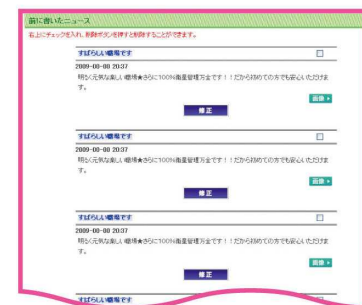 前に書いたニュース
右上にチェックを入れ、削除ボタンを押すと削除することができます。
すばらしい職場です
2009-00-00 20:37
明るく元気な楽しい職場★さらに100%衛星管理万全です！！だから初めての方でも安心いただけま
す。
画像
修正
すばらしい職場です
2009-00-00 20:37
明るく元気な楽しい職場★さらに100%衛星管理万全です！！だから初めての方でも安心いただけま
す。
画像
修正
すばらしい職場です
2009-00-00 20:37
明るく元気な楽しい職場★さらに100%衛星管理万全です！！だから初めての方でも安心いただけま
す。
画像
修正
すばらしい職場です